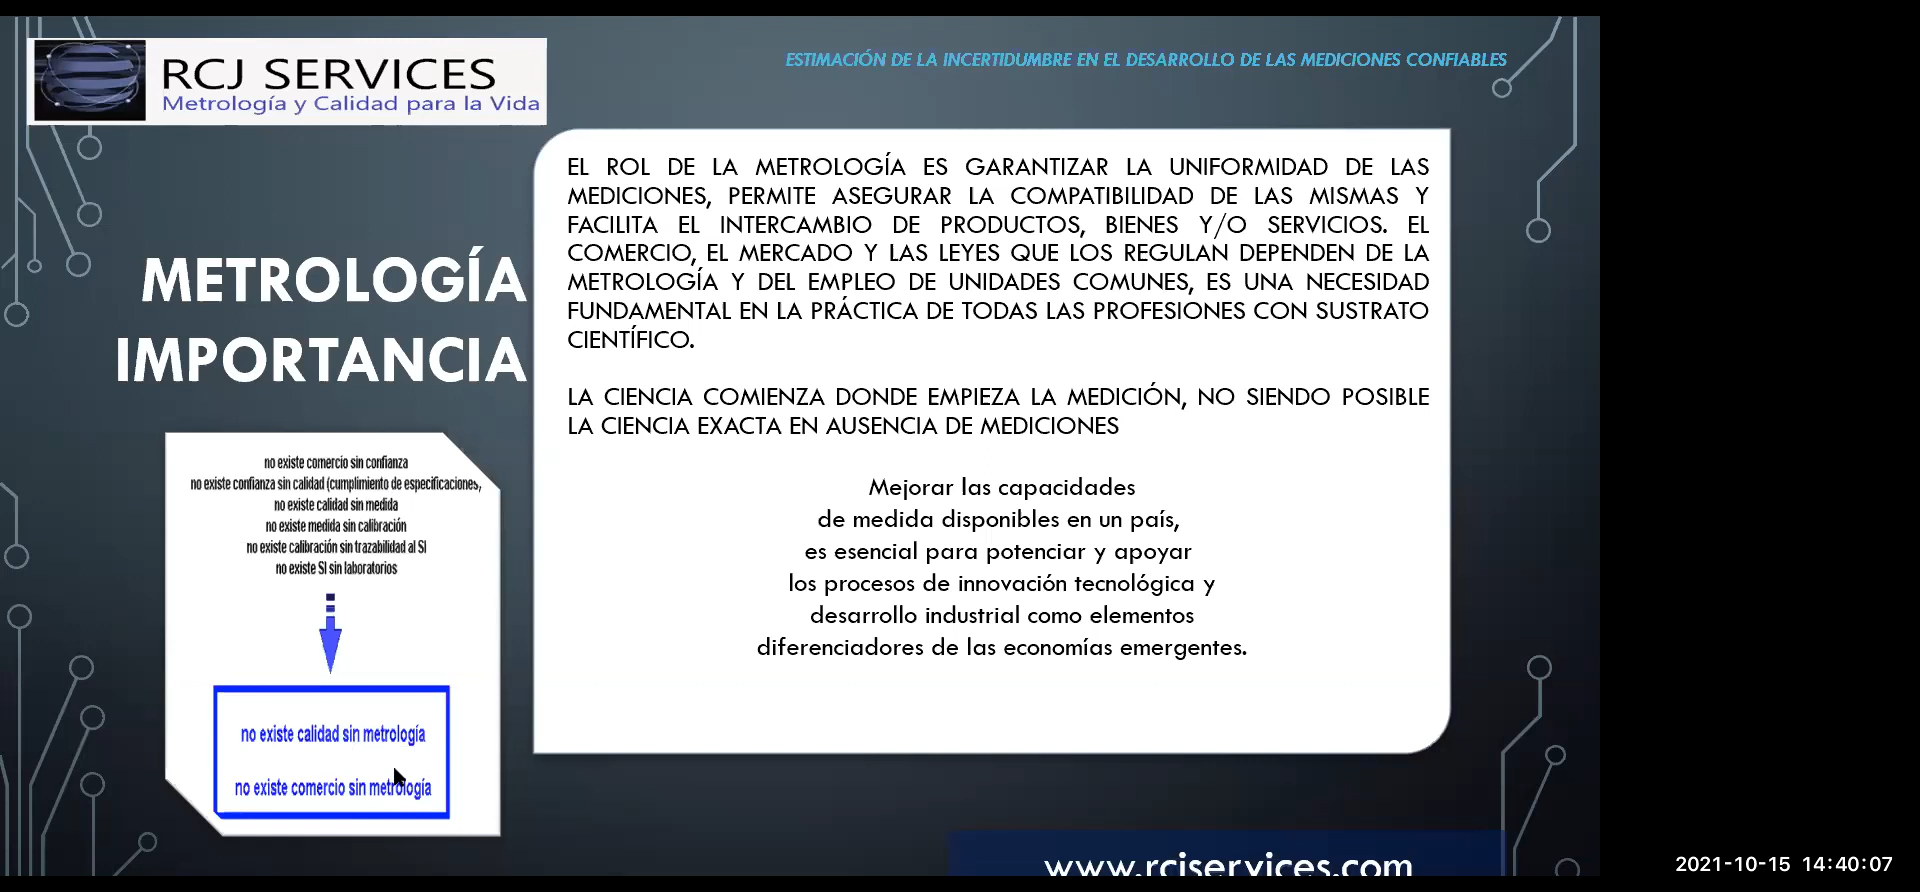 RCJ SERVICES
Metrología y Calidad para la Vida
ESTIMACIÓN DE LA INCERTIDUMBRE EN EL DESARROLLO DE LAS MEDICIONES CONFIABLES
METROLOGÍA
IMPORTANCIA
EL ROL DE LA METROLOGÍA ES GARANTIZAR LA UNIFORMIDAD DE LAS
MEDICIONES, PERMITE ASEGURAR LA COMPATIBILIDAD DE LAS MISMAS Y
FACILITA EL INTERCAMBIO DE PRODUCTOS, BIENES Y/O SERVICIOS. EL
COMERCIO, EL MERCADO Y LAS LEYES QUE LOS REGULAN DEPENDEN DE LA
METROLOGÍA Y DEL EMPLEO DE UNIDADES COMUNES, ES UNA NECESIDAD
FUNDAMENTAL EN LA PRÁCTICA DE TODAS LAS PROFESIONES CON SUSTRATO
CIENTÍFICO.
LA CIENCIA COMIENZA DONDE EMPIEZA LA MEDICIÓN, NO SIENDO POSIBLE
LA CIENCIA EXACTA EN AUSENCIA DE MEDICIONES
Mejorar las capacidades
de medida disponibles en un país,
es esencial para potenciar y apoyar
los procesos de innovación tecnológica y
desarrollo industrial como elementos
diferenciadores de las economías emergentes.
no existe comercio sin confianza
no existe confianza sin calidad (cumplimiento de especificaciones,
no existe calidad sin medida
no existe medida sin calibración
no existe calibración sin trazabilidad al SI
no existe SI sin laboratorios
no existe calidad sin metrología
no existe comercio sin metrología
www.rcjservices.com
2021-10-15 14:40:07